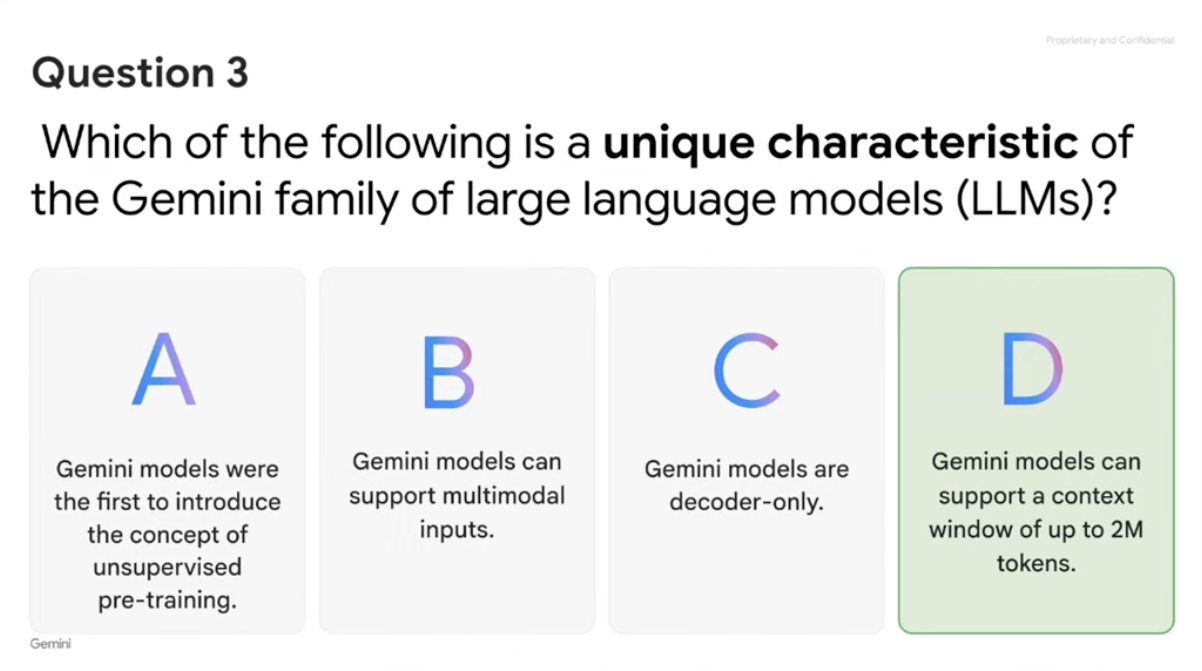 Proprietary and Confidential
Question 3
Which of the following is a unique characteristic of
the Gemini family of large language models (LLMs)?
A
Gemini models were
the first to introduce
the concept of
unsupervised
pre-training.
B
Gemini models can
support multimodal
inputs.
C
Gemini models are
decoder-only.
D
Gemini models can
support a context
window of up to 2M
tokens.
Gemini